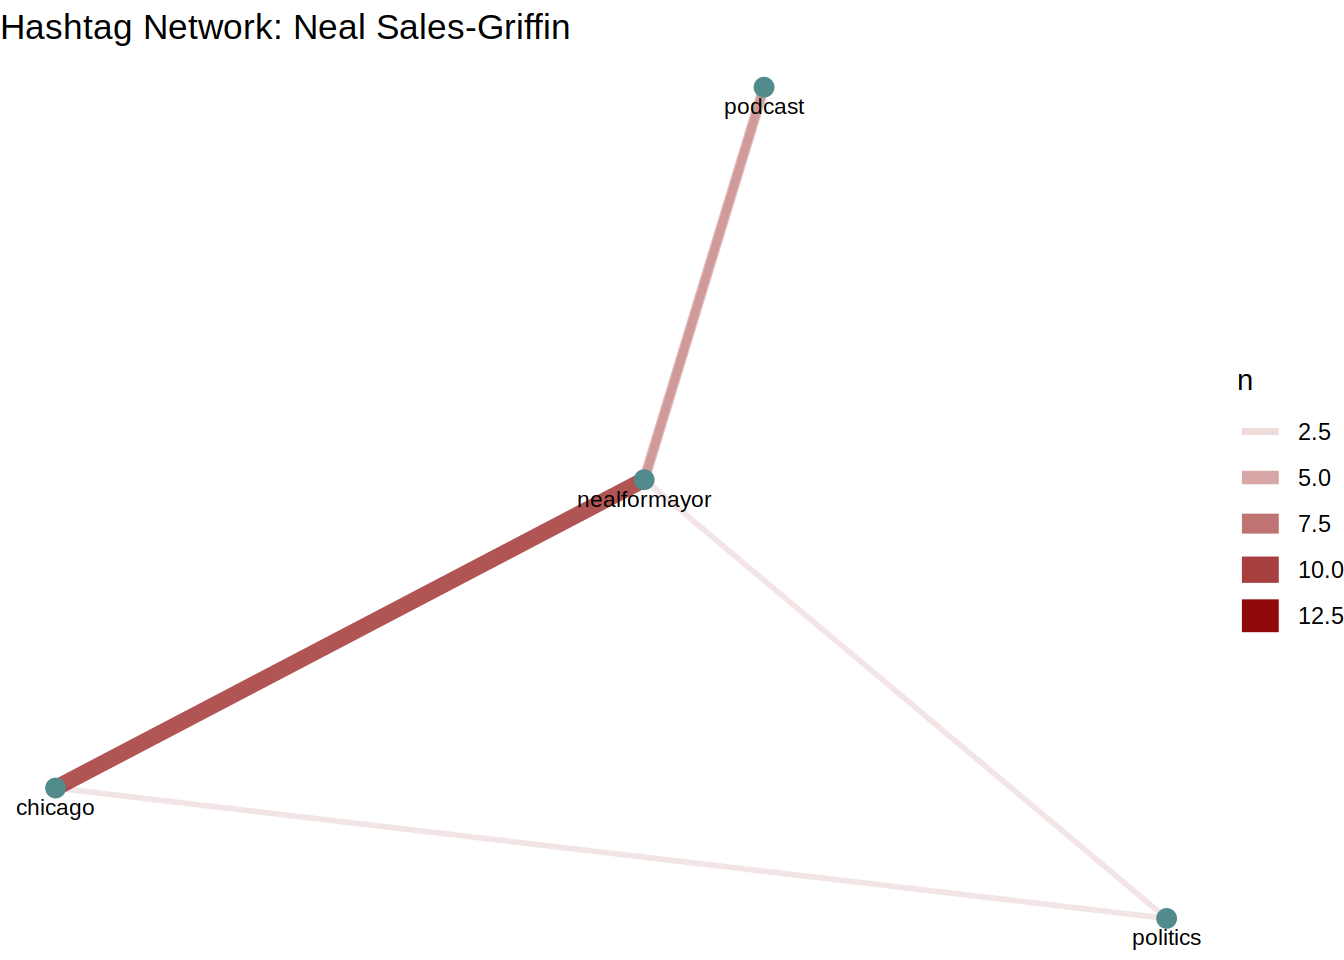 Hashtag Network: Neal Sales-Griffin
podcast
n
2.5
5.0
nealformayor
7.5
10.0
12.5
chicago
politics